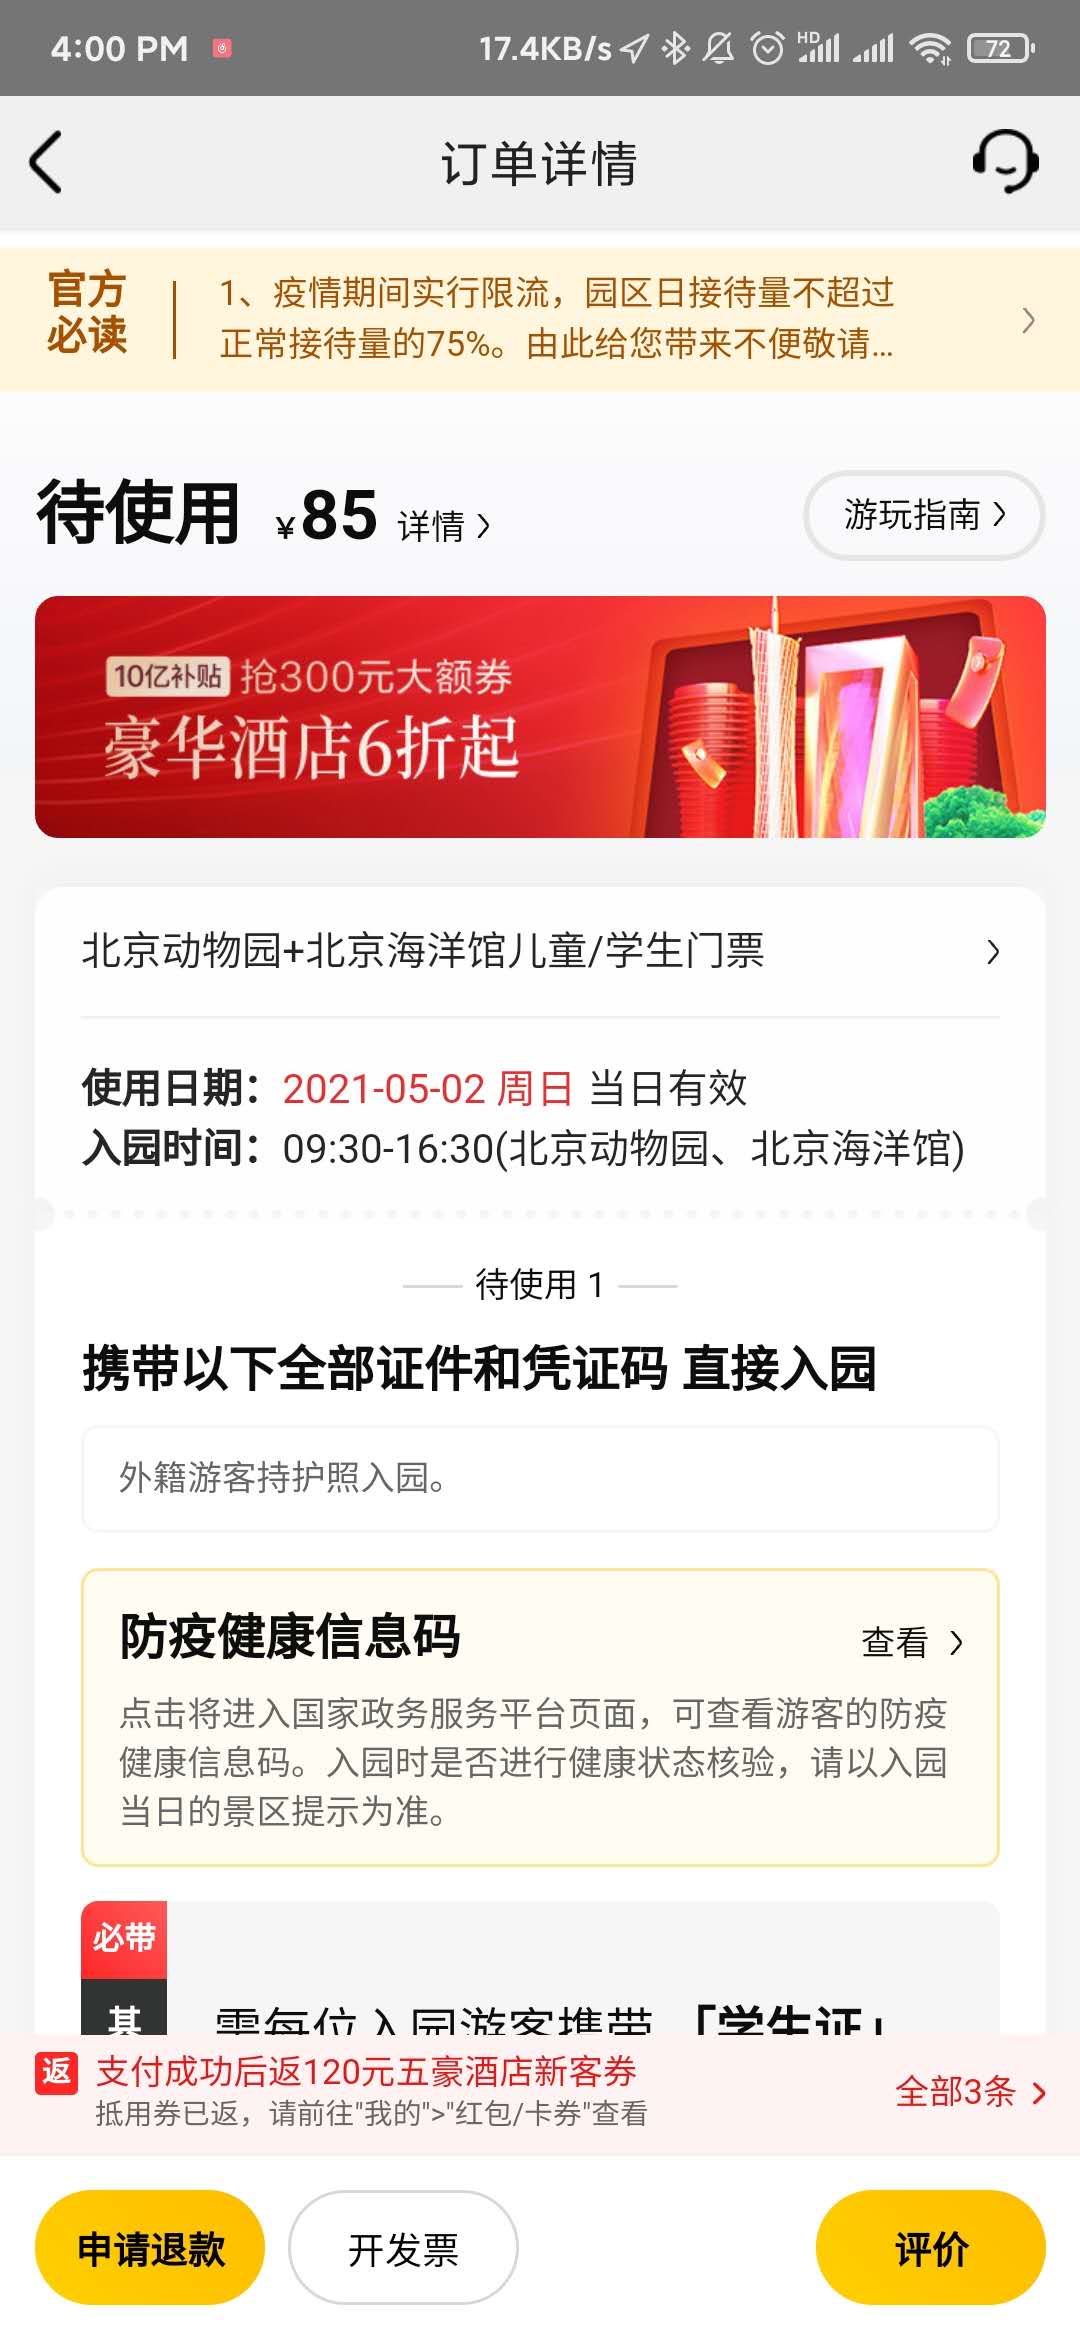 4:00 PM
17.4KB/s
HD
72
订单详情
官方
必读
1、疫情期间实行限流，园区日接待量不超过
正常接待量的75%。由此给您带来不便敬请...
待使用 ¥85 详情
游玩指南
10亿补贴 抢300元大额券
豪华酒店6折起
北京动物园+北京海洋馆儿童/学生门票
使用日期：2021-05-02 周日 当日有效
入园时间：09:30-16:30(北京动物园、北京海洋馆)
待使用 1
携带以下全部证件和凭证码 直接入园
外籍游客持护照入园。
防疫健康信息码
查看
点击将进入国家政务服务平台页面，可查看游客的防疫
健康信息码。入园时是否进行健康状态核验，请以入园
当日的景区提示为准。
必带
其
需每位入园游客携带「学生证」
返 支付成功后返120元五豪酒店新客券
抵用券已返，请前往"我的">"红包/卡券"查看
全部3条
申请退款
开发票
评价